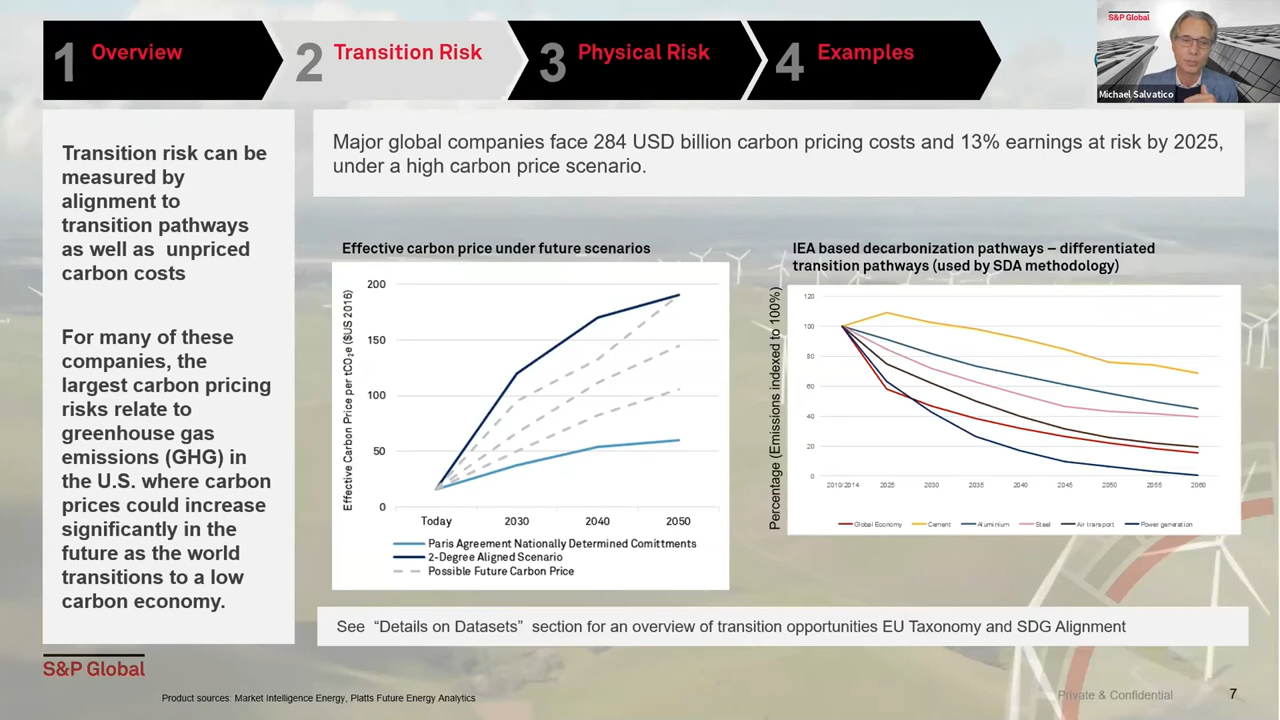 1 Overview
2 Transition Risk
3 Physical Risk
4 Examples
S&P Global
Michael Salvatico
Transition risk can be
measured by
alignment to
transition pathways
as well as unpriced
carbon costs
For many of these
companies, the
largest carbon pricing
risks relate to
greenhouse gas
emissions (GHG) in
the U.S. where carbon
prices could increase
significantly in the
future as the world
transitions to a low
carbon economy.
Major global companies face 284 USD billion carbon pricing costs and 13% earnings at risk by 2025,
under a high carbon price scenario.
Effective carbon price under future scenarios
Effective Carbon Price per tCO₂e ($US 2016)
200
150
100
50
0
Today 2030 2040 2050
Paris Agreement Nationally Determined Comittments
2-Degree Aligned Scenario
Possible Future Carbon Price
IEA based decarbonization pathways – differentiated
transition pathways (used by SDA methodology)
Percentage (Emissions indexed to 100%)
120
100
80
60
40
20
0
2010/2014 2025 2030 2035 2040 2045 2050 2055 2060
Global Economy Cement Aluminium Steel Air transport Power generation
See “Details on Datasets” section for an overview of transition opportunities EU Taxonomy and SDG Alignment
S&P Global
Product sources: Market Intelligence Energy, Platts Future Energy Analytics
Private & Confidential
7